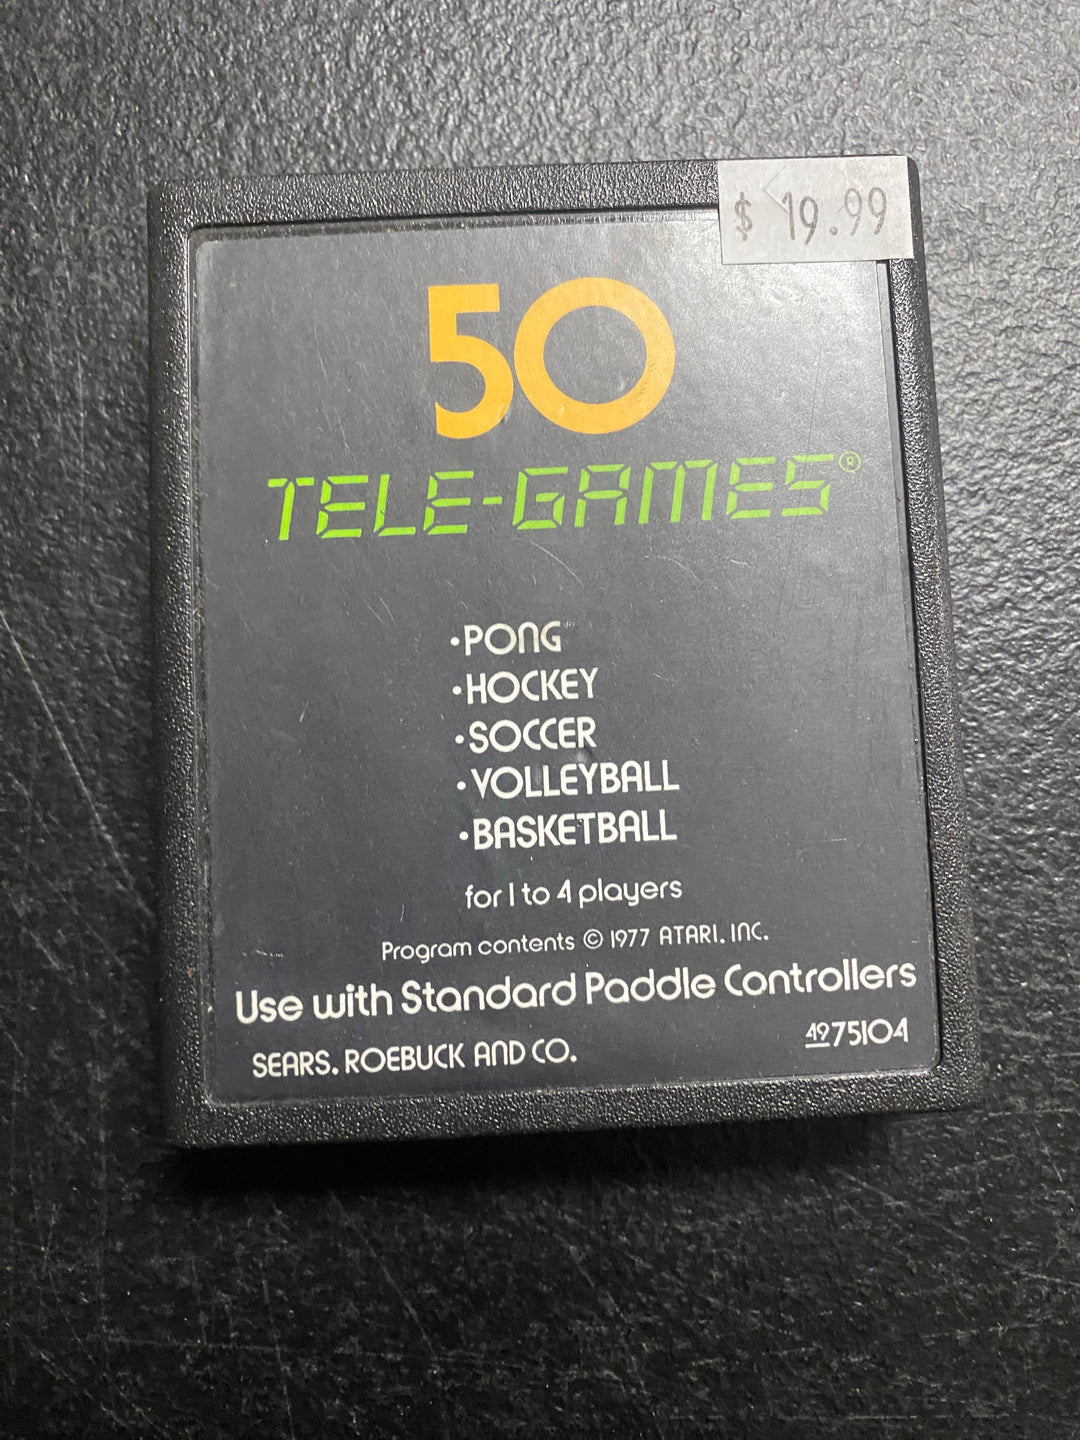 $ 19.99
50
TELE-GAMES®
•PONG
•HOCKEY
•SOCCER
•VOLLEYBALL
•BASKETBALL
for 1 to 4 players
Program contents © 1977 ATARI, INC.
Use with Standard Paddle Controllers
SEARS, ROEBUCK AND CO.
4975104